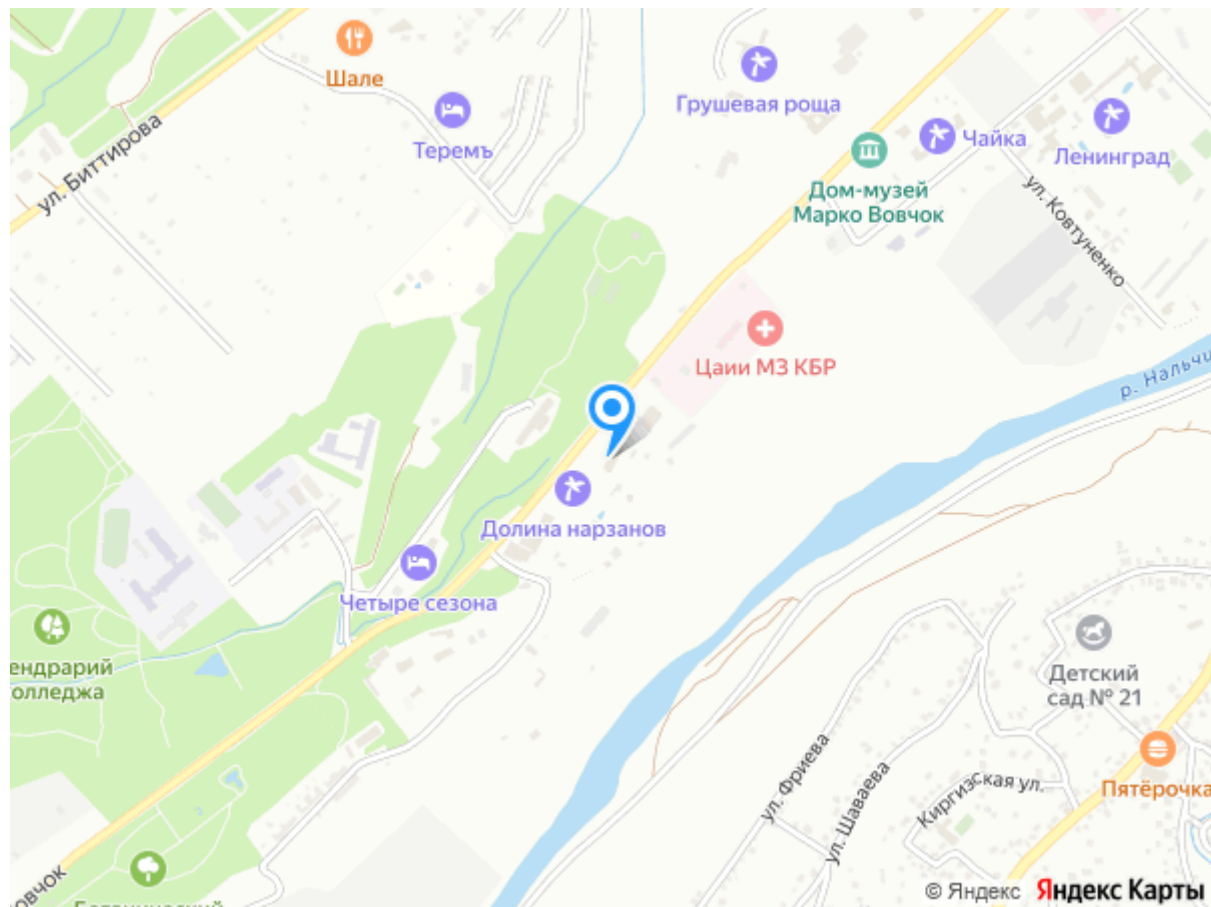 Шале
ул. Биттирова
Теремъ
Грушевая роща
Чайка
Ленинград
Дом-музей
Марко Вовчок
ул. Ковтуненко
Цаии МЗ КБР
р. Нальчи
Долина нарзанов
Четыре сезона
ендрарий
олледжа
Детский
сад № 21
Пятёрочка
ул. Фриева
ул. Шаваева
Киргизская ул.
овчок
Ботанический
© Яндекс Яндекс Карты